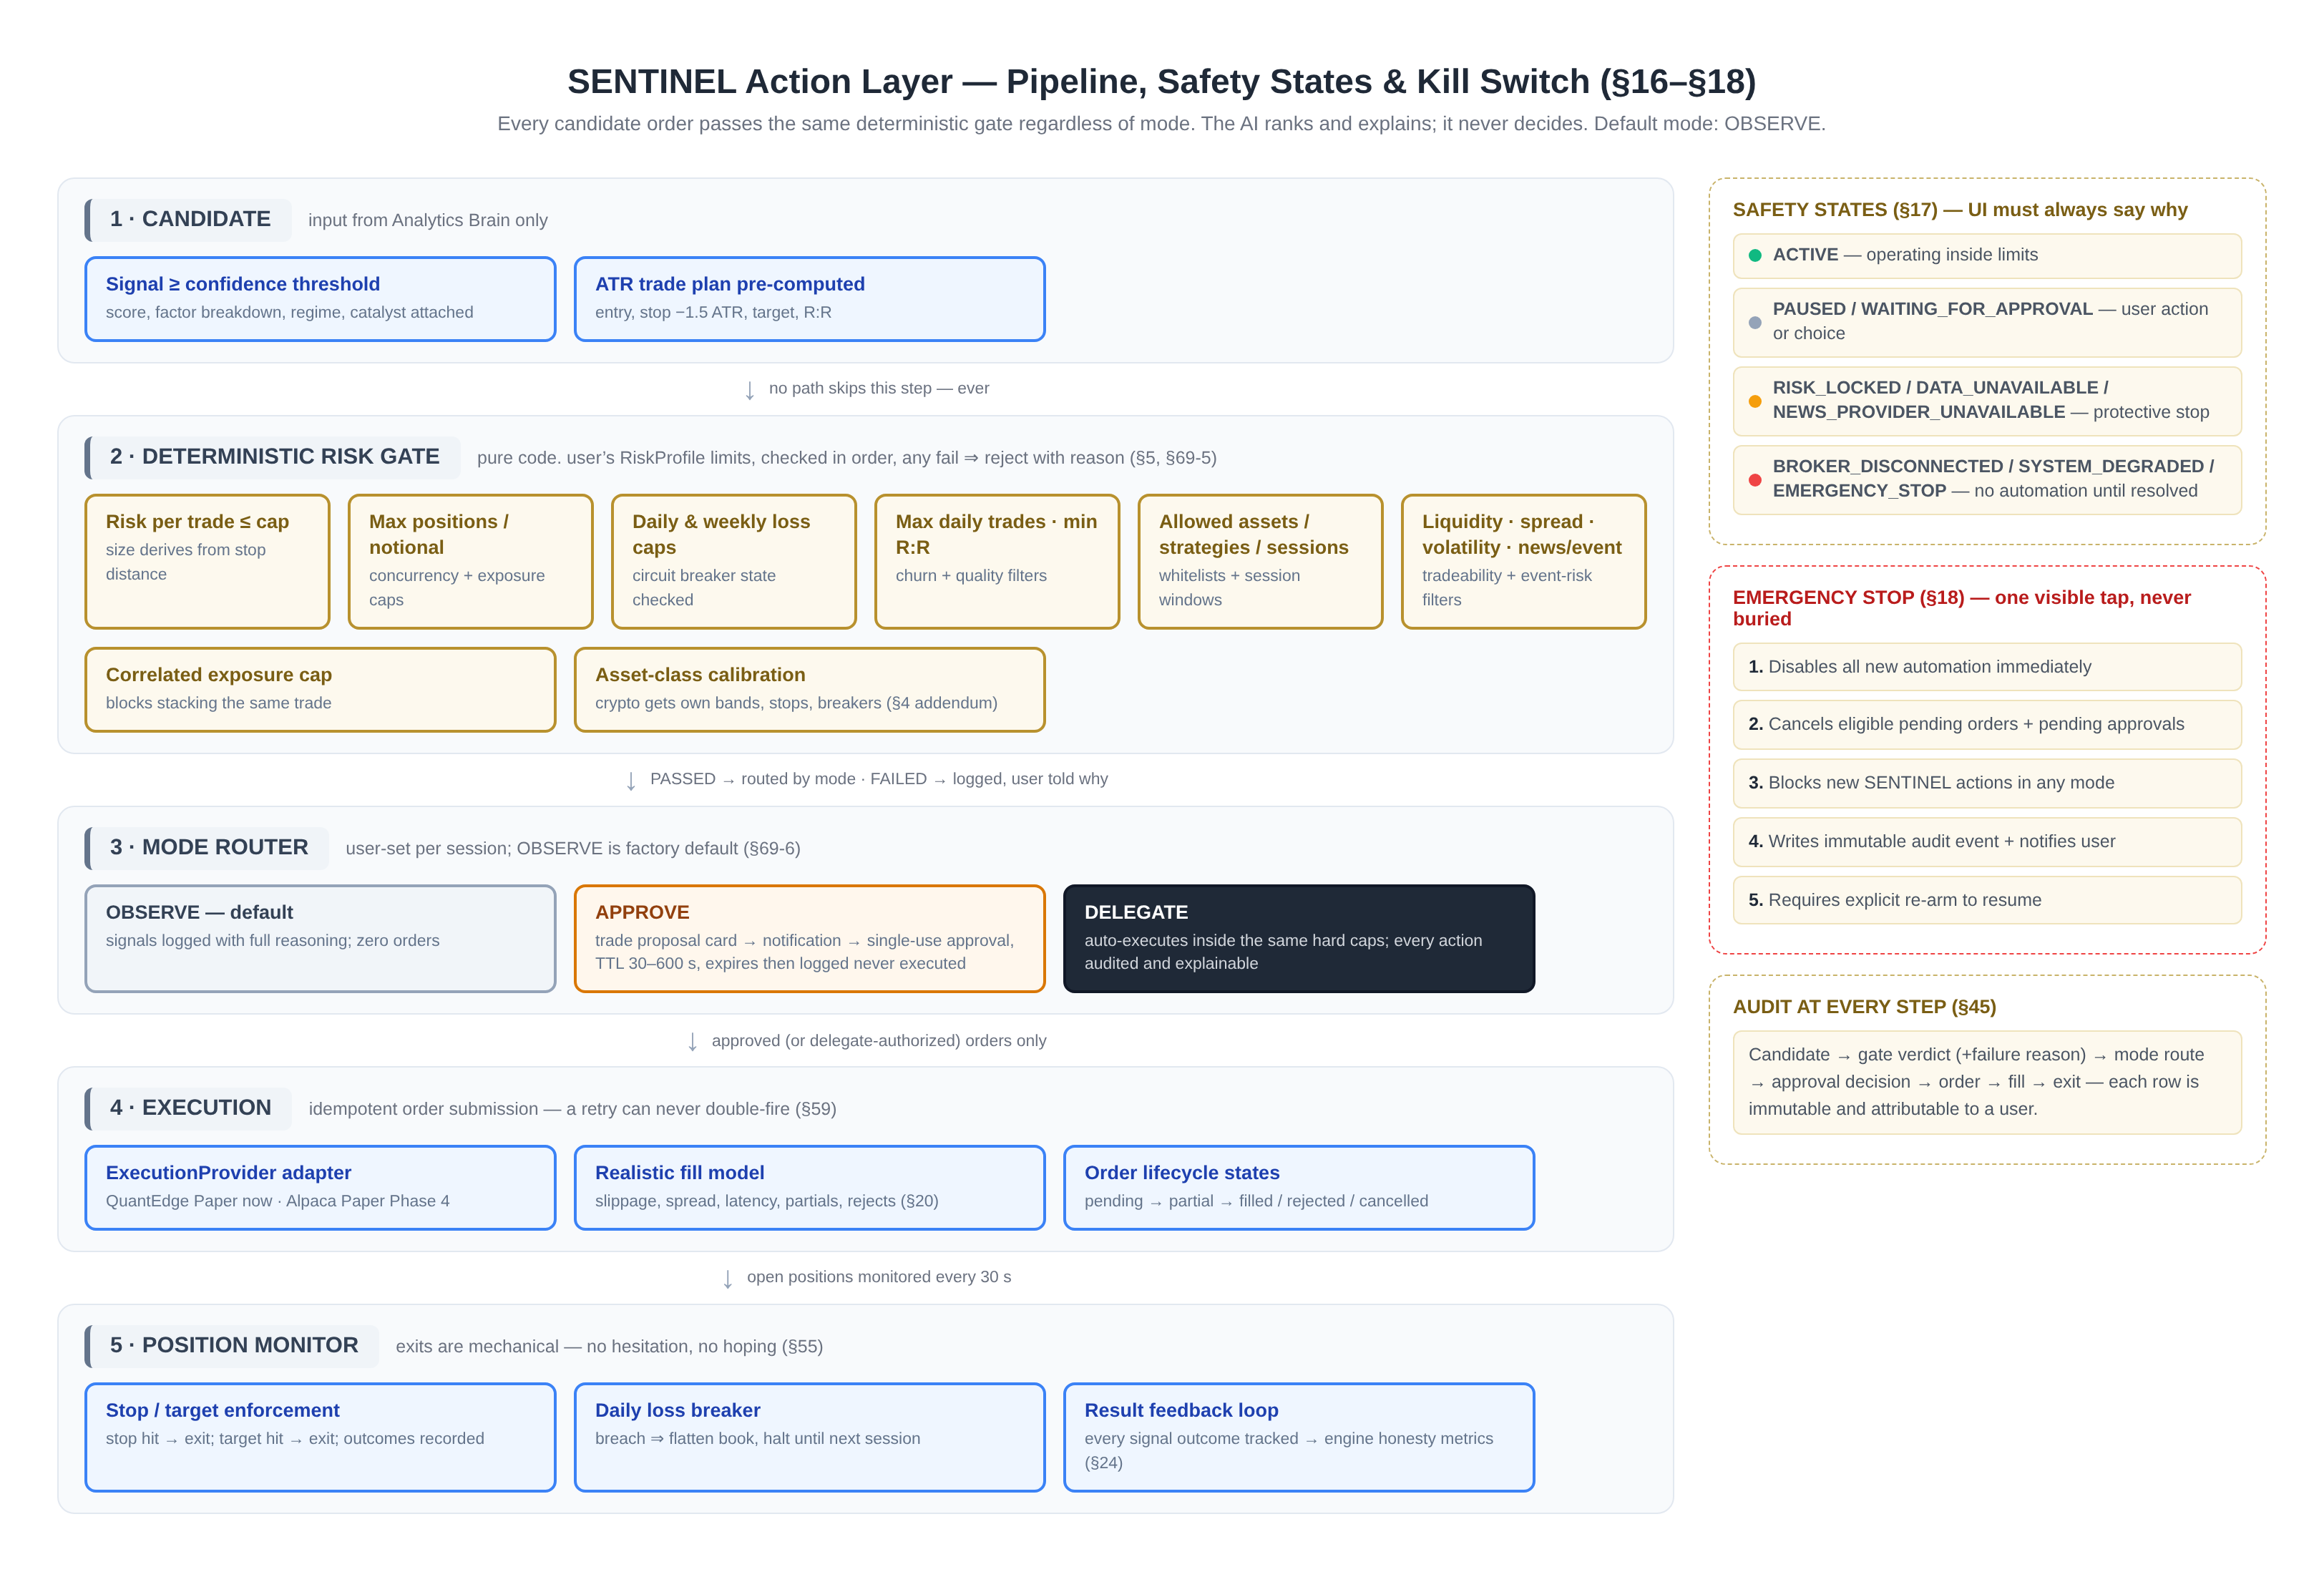 SENTINEL Action Layer — Pipeline, Safety States & Kill Switch (§16–§18)
Every candidate order passes the same deterministic gate regardless of mode. The AI ranks and explains; it never decides. Default mode: OBSERVE.
1 · CANDIDATE
input from Analytics Brain only
Signal ≥ confidence threshold
score, factor breakdown, regime, catalyst attached
ATR trade plan pre-computed
entry, stop −1.5 ATR, target, R:R
↓ no path skips this step — ever
2 · DETERMINISTIC RISK GATE
pure code. user’s RiskProfile limits, checked in order, any fail ⇒ reject with reason (§5, §69-5)
Risk per trade ≤ cap
size derives from stop
distance
Max positions /
notional
concurrency + exposure
caps
Daily & weekly loss
caps
circuit breaker state
checked
Max daily trades · min
R:R
churn + quality filters
Allowed assets /
strategies / sessions
whitelists + session
windows
Liquidity · spread ·
volatility · news/event
tradeability + event-risk
filters
Correlated exposure cap
blocks stacking the same trade
Asset-class calibration
crypto gets own bands, stops, breakers (§4 addendum)
↓ PASSED → routed by mode · FAILED → logged, user told why
3 · MODE ROUTER
user-set per session; OBSERVE is factory default (§69-6)
OBSERVE — default
signals logged with full reasoning; zero orders
APPROVE
trade proposal card → notification → single-use approval,
TTL 30–600 s, expires then logged never executed
DELEGATE
auto-executes inside the same hard caps; every action
audited and explainable
↓ approved (or delegate-authorized) orders only
4 · EXECUTION
idempotent order submission — a retry can never double-fire (§59)
ExecutionProvider adapter
QuantEdge Paper now · Alpaca Paper Phase 4
Realistic fill model
slippage, spread, latency, partials, rejects (§20)
Order lifecycle states
pending → partial → filled / rejected / cancelled
↓ open positions monitored every 30 s
5 · POSITION MONITOR
exits are mechanical — no hesitation, no hoping (§55)
Stop / target enforcement
stop hit → exit; target hit → exit; outcomes recorded
Daily loss breaker
breach ⇒ flatten book, halt until next session
Result feedback loop
every signal outcome tracked → engine honesty metrics
(§24)
SAFETY STATES (§17) — UI must always say why
ACTIVE — operating inside limits
PAUSED / WAITING_FOR_APPROVAL — user action
or choice
RISK_LOCKED / DATA_UNAVAILABLE /
NEWS_PROVIDER_UNAVAILABLE — protective stop
BROKER_DISCONNECTED / SYSTEM_DEGRADED /
EMERGENCY_STOP — no automation until resolved
EMERGENCY STOP (§18) — one visible tap, never
buried
1. Disables all new automation immediately
2. Cancels eligible pending orders + pending approvals
3. Blocks new SENTINEL actions in any mode
4. Writes immutable audit event + notifies user
5. Requires explicit re-arm to resume
AUDIT AT EVERY STEP (§45)
Candidate → gate verdict (+failure reason) → mode route
→ approval decision → order → fill → exit — each row is
immutable and attributable to a user.